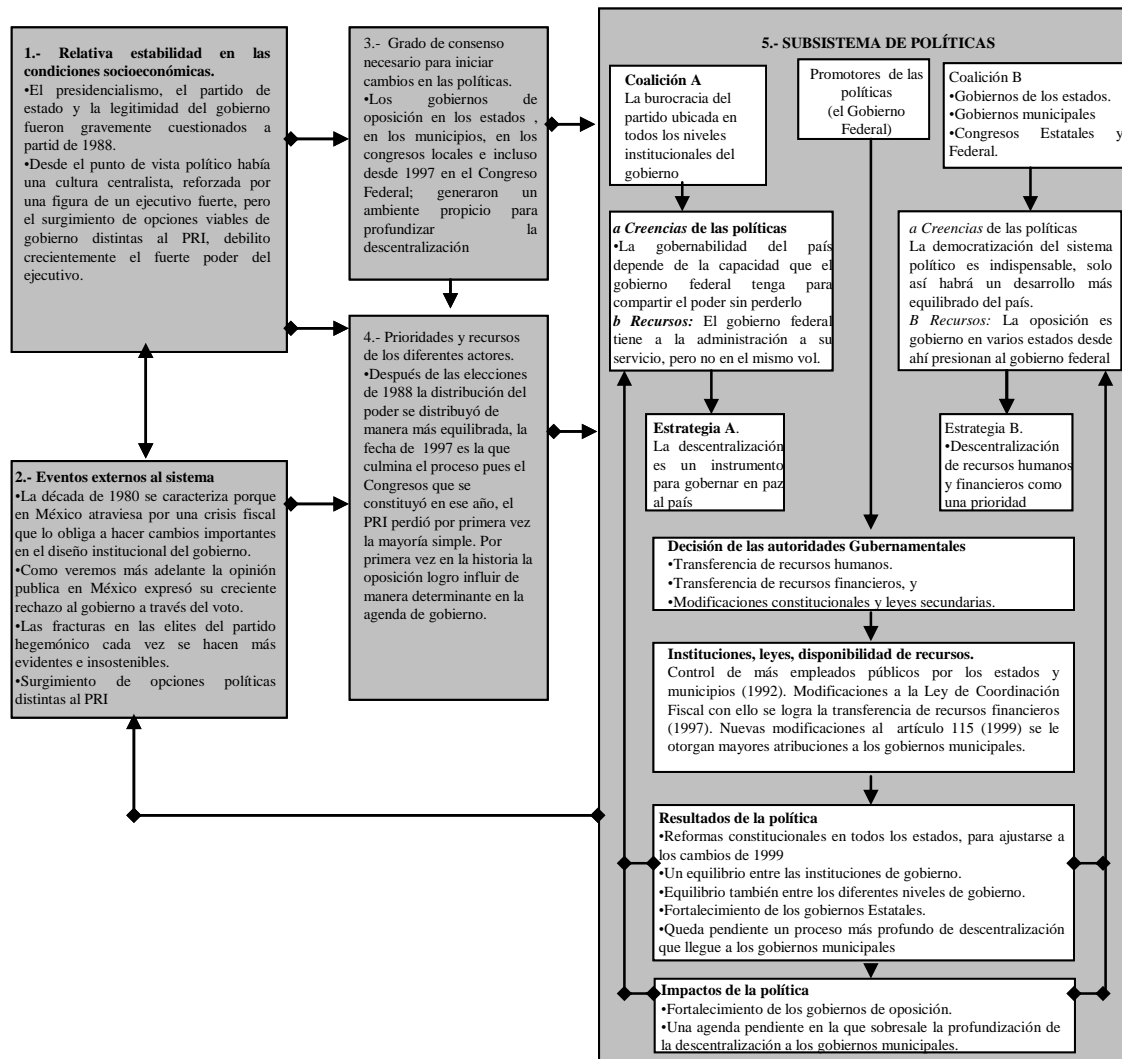 1.- Relativa estabilidad en las
condiciones socioeconómicas.
•El presidencialismo, el partido de
estado y la legitimidad del gobierno
fueron gravemente cuestionados a
partid de 1988.
•Desde el punto de vista político había
una cultura centralista, reforzada por
una figura de un ejecutivo fuerte, pero
el surgimiento de opciones viables de
gobierno distintas al PRI, debilito
crecientemente el fuerte poder del
ejecutivo.
2.- Eventos externos al sistema
•La década de 1980 se caracteriza porque
en México atraviesa por una crisis fiscal
que lo obliga a hacer cambios importantes
en el diseño institucional del gobierno.
•Como veremos más adelante la opinión
publica en México expresó su creciente
rechazo al gobierno a través del voto.
•Las fracturas en las elites del partido
hegemónico cada vez se hacen más
evidentes e insostenibles.
•Surgimiento de opciones políticas
distintas al PRI
3.- Grado de consenso
necesario para iniciar
cambios en las políticas.
•Los gobiernos de
oposición en los estados ,
en los municipios, en los
congresos locales e incluso
desde 1997 en el Congreso
Federal; generaron un
ambiente propicio para
profundizar la
descentralización
4.- Prioridades y recursos
de los diferentes actores.
•Después de las elecciones
de 1988 la distribución del
poder se distribuyó de
manera más equilibrada, la
fecha de 1997 es la que
culmina el proceso pues el
Congresos que se
constituyó en ese año, el
PRI perdió por primera vez
la mayoría simple. Por
primera vez en la historia la
oposición logro influir de
manera determinante en la
agenda de gobierno.
5.- SUBSISTEMA DE POLÍTICAS
Coalición A
La burocracia del
partido ubicada en
todos los niveles
institucionales del
gobierno
Promotores de las
políticas
(el Gobierno
Federal)
Coalición B
•Gobiernos de los estados.
•Gobiernos municipales
•Congresos Estatales y
Federal.
a Creencias de las políticas
•La gobernabilidad del país
depende de la capacidad que el
gobierno federal tenga para
compartir el poder sin perderlo
b Recursos: El gobierno federal
tiene a la administración a su
servicio, pero no en el mismo vol.
a Creencias de las políticas
La democratización del sistema
político es indispensable, solo
así habrá un desarrollo más
equilibrado del país.
B Recursos: La oposición es
gobierno en varios estados desde
ahí presionan al gobierno federal
Estrategia A.
La descentralización
es un instrumento
para gobernar en paz
al país
Estrategia B.
•Descentralización
de recursos humanos
y financieros como
una prioridad
Decisión de las autoridades Gubernamentales
•Transferencia de recursos humanos.
•Transferencia de recursos financieros, y
•Modificaciones constitucionales y leyes secundarias.
Instituciones, leyes, disponibilidad de recursos.
Control de más empleados públicos por los estados y
municipios (1992). Modificaciones a la Ley de Coordinación
Fiscal con ello se logra la transferencia de recursos financieros
(1997). Nuevas modificaciones al artículo 115 (1999) se le
otorgan mayores atribuciones a los gobiernos municipales.
Resultados de la política
•Reformas constitucionales en todos los estados, para ajustarse a
los cambios de 1999
•Un equilibrio entre las instituciones de gobierno.
•Equilibrio también entre los diferentes niveles de gobierno.
•Fortalecimiento de los gobiernos Estatales.
•Queda pendiente un proceso más profundo de descentralización
que llegue a los gobiernos municipales
Impactos de la política
•Fortalecimiento de los gobiernos de oposición.
•Una agenda pendiente en la que sobresale la profundización de
la descentralización a los gobiernos municipales.